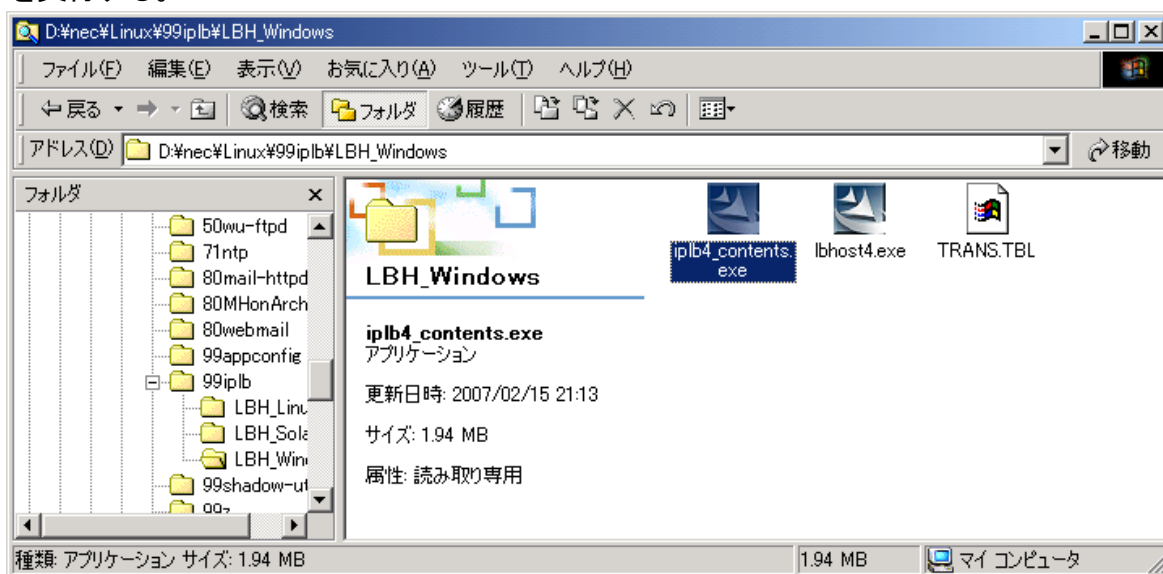 D:¥nec¥Linux¥99iplb¥LBH_Windows
ファイル(F) 編集(E) 表示(V) お気に入り(A) ツール(T) ヘルプ(H)
戻る 検索 フォルダ 履歴
アドレス(D) D:¥nec¥Linux¥99iplb¥LBH_Windows 移動
フォルダ
50wu-ftpd
71ntp
80mail-httpd
80MHonArch
80webmail
99appconfig
99iplb
LBH_Linu
LBH_Sola
LBH_Win
99shadow-ut
LBH_Windows
iplb4_contents.exe
アプリケーション
更新日時: 2007/02/15 21:13
サイズ: 1.94 MB
属性: 読み取り専用
iplb4_contents.
exe
lbhost4.exe
TRANS.TBL
種類: アプリケーション サイズ: 1.94 MB 1.94 MB マイ コンピュータ